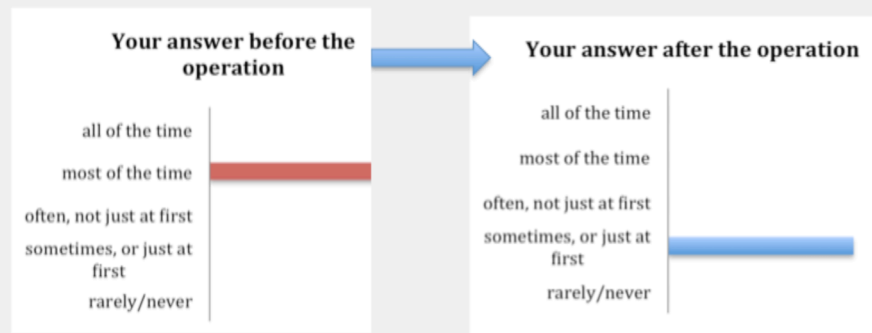 Your answer before the
operation
all of the time
most of the time
often, not just at first
sometimes, or just at
first
rarely/never
Your answer after the operation
all of the time
most of the time
often, not just at first
sometimes, or just at
first
rarely/never